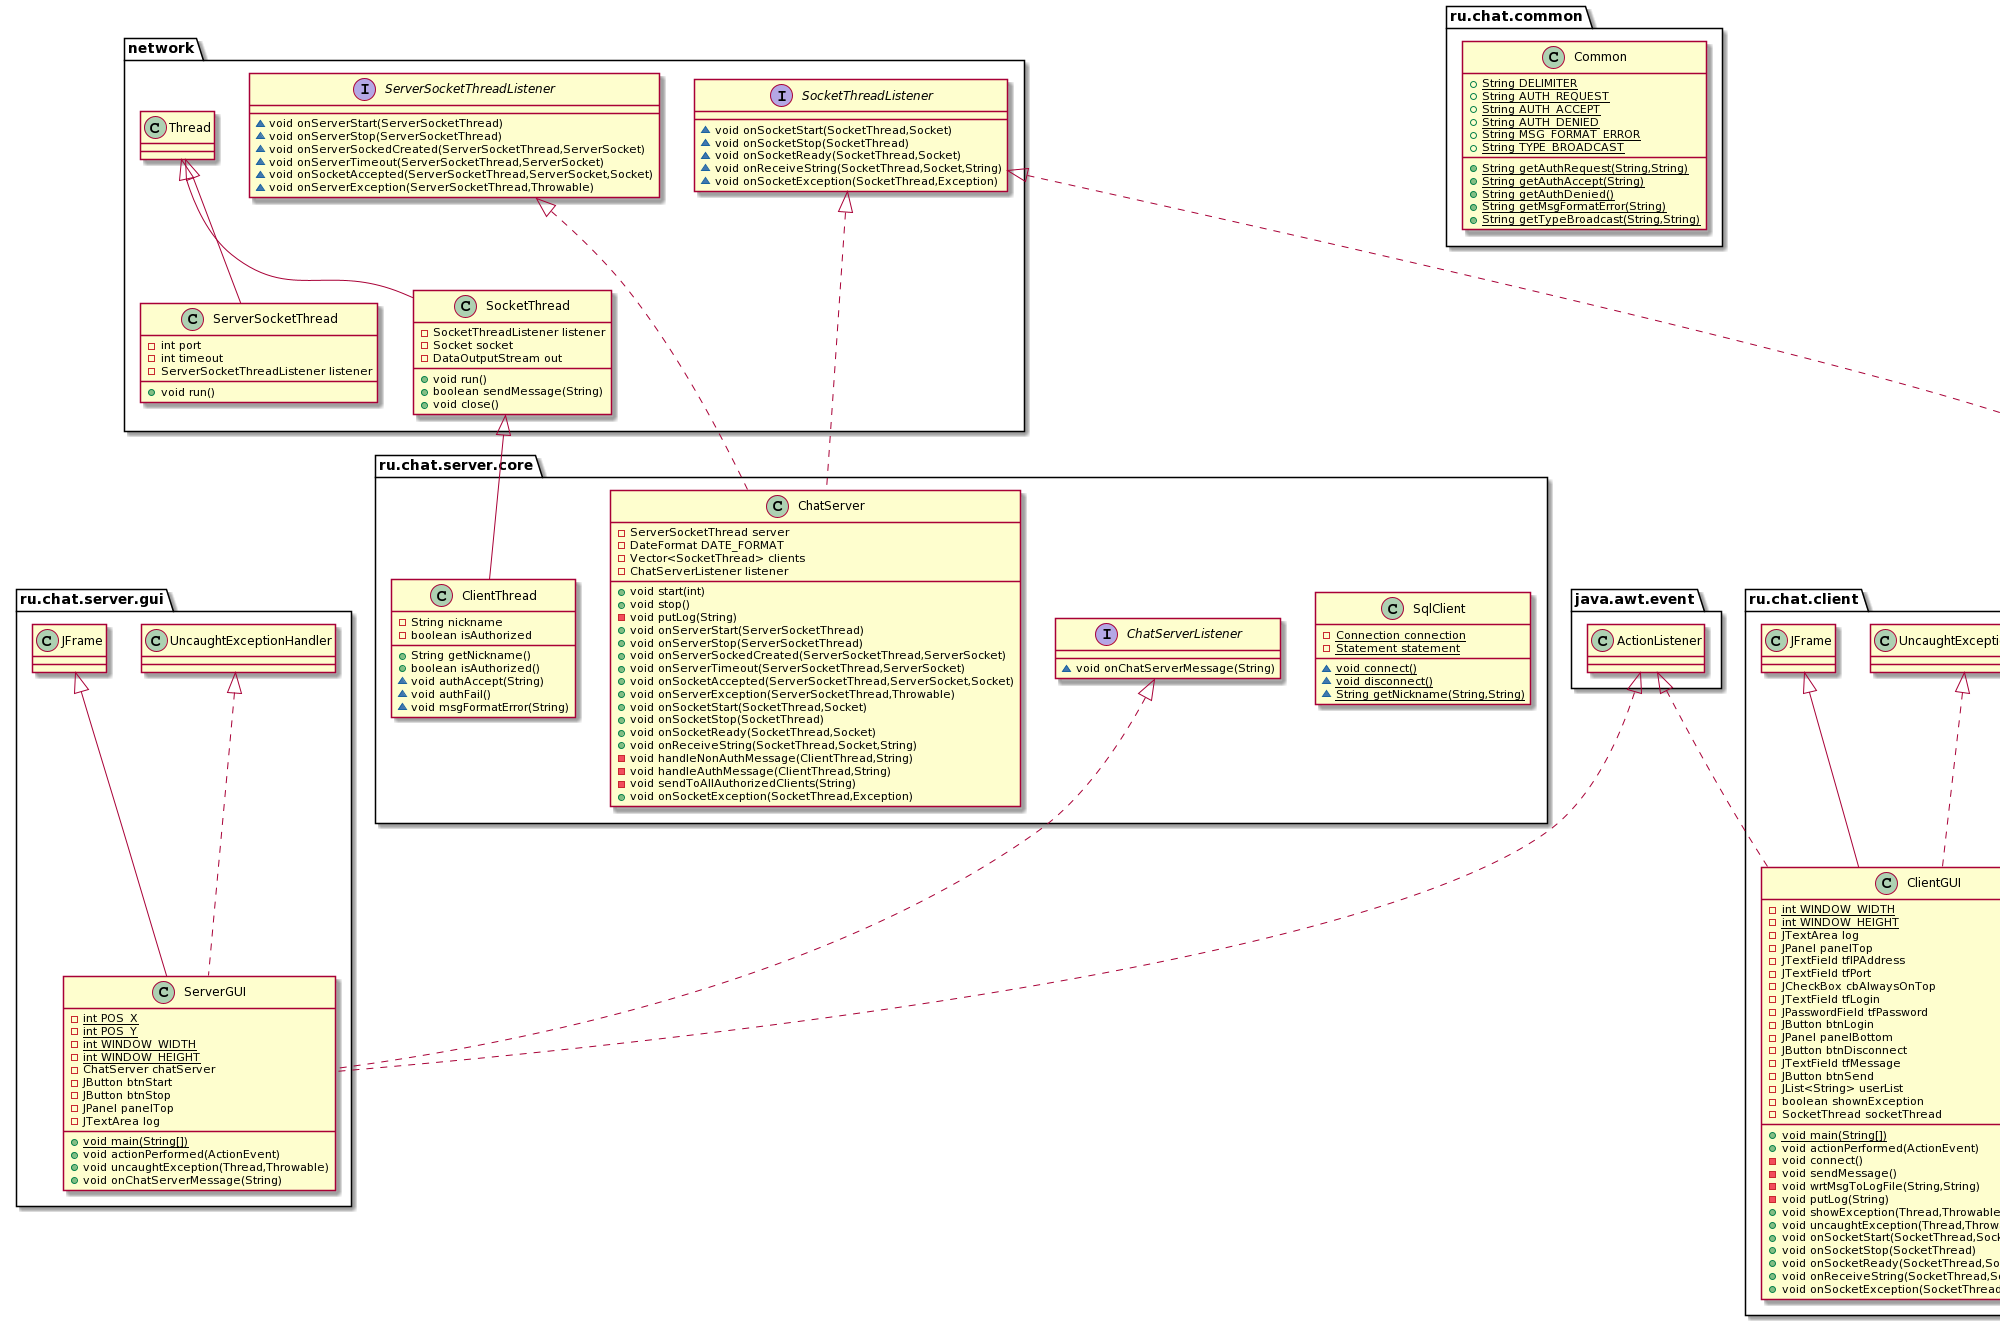 network
I ServerSocketThreadListener
void onServerStart(ServerSocketThread)
void onServerStop(ServerSocketThread)
void onServerSockedCreated(ServerSocketThread,ServerSocket)
void onServerTimeout(ServerSocketThread,ServerSocket)
void onSocketAccepted(ServerSocketThread,ServerSocket,Socket)
void onServerException(ServerSocketThread,Throwable)
I SocketThreadListener
void onSocketStart(SocketThread,Socket)
void onSocketStop(SocketThread)
void onSocketReady(SocketThread,Socket)
void onReceiveString(SocketThread,Socket,String)
void onSocketException(SocketThread,Exception)
C Thread
C ServerSocketThread
int port
int timeout
ServerSocketThreadListener listener
void run()
C SocketThread
SocketThreadListener listener
Socket socket
DataOutputStream out
void run()
boolean sendMessage(String)
void close()
ru.chat.common
C Common
String DELIMITER
String AUTH_REQUEST
String AUTH_ACCEPT
String AUTH_DENIED
String MSG_FORMAT_ERROR
String TYPE_BROADCAST
String getAuthRequest(String,String)
String getAuthAccept(String)
String getAuthDenied()
String getMsgFormatError(String)
String getTypeBroadcast(String,String)
ru.chat.server.core
C ClientThread
String nickname
boolean isAuthorized
String getNickname()
boolean isAuthorized()
void authAccept(String)
void authFail()
void msgFormatError(String)
C ChatServer
ServerSocketThread server
DateFormat DATE_FORMAT
Vector<SocketThread> clients
ChatServerListener listener
void start(int)
void stop()
void putLog(String)
void onServerStart(ServerSocketThread)
void onServerStop(ServerSocketThread)
void onServerSockedCreated(ServerSocketThread,ServerSocket)
void onServerTimeout(ServerSocketThread,ServerSocket)
void onSocketAccepted(ServerSocketThread,ServerSocket,Socket)
void onServerException(ServerSocketThread,Throwable)
void onSocketStart(SocketThread,Socket)
void onSocketStop(SocketThread)
void onSocketReady(SocketThread,Socket)
void onReceiveString(SocketThread,Socket,String)
void handleNonAuthMessage(ClientThread,String)
void handleAuthMessage(ClientThread,String)
void sendToAllAuthorizedClients(String)
void onSocketException(SocketThread,Exception)
I ChatServerListener
void onChatServerMessage(String)
C SqlClient
Connection connection
Statement statement
void connect()
void disconnect()
String getNickname(String,String)
ru.chat.server.gui
C JFrame
C UncaughtExceptionHandler
C ServerGUI
int POS_X
int POS_Y
int WINDOW_WIDTH
int WINDOW_HEIGHT
ChatServer chatServer
JButton btnStart
JButton btnStop
JPanel panelTop
JTextArea log
void main(String[])
void actionPerformed(ActionEvent)
void uncaughtException(Thread,Throwable)
void onChatServerMessage(String)
java.awt.event
C ActionListener
ru.chat.client
C JFrame
C UncaughtExcepti
C ClientGUI
int WINDOW_WIDTH
int WINDOW_HEIGHT
JTextArea log
JPanel panelTop
JTextField tfIPAddress
JTextField tfPort
JCheckBox cbAlwaysOnTop
JTextField tfLogin
JPasswordField tfPassword
JButton btnLogin
JPanel panelBottom
JButton btnDisconnect
JTextField tfMessage
JButton btnSend
JList<String> userList
boolean shownException
SocketThread socketThread
void main(String[])
void actionPerformed(ActionEvent)
void connect()
void sendMessage()
void wrtMsgToLogFile(String,String)
void putLog(String)
void showException(Thread,Throwable
void uncaughtException(Thread,Throw
void onSocketStart(SocketThread,Sock
void onSocketStop(SocketThread)
void onSocketReady(SocketThread,So
void onReceiveString(SocketThread,S
void onSocketException(SocketThread